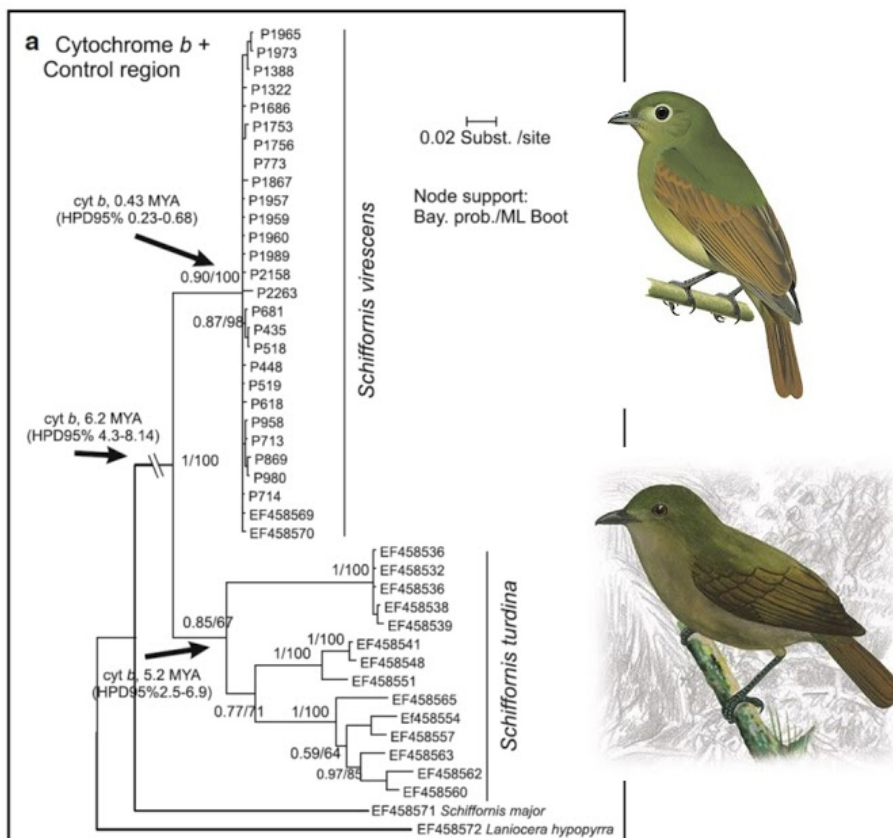 a Cytochrome b +
Control region
P1965
P1973
P1388
P1322
P1686
P1753
P1756
P773
P1867
P1957
P1959
P1960
P1989
P2158
P2263
P681
P435
P518
P448
P519
P618
P958
P713
P869
P980
P714
EF458569
EF458570
Schiffornis virescens
0.02 Subst. /site
Node support:
Bay. prob./ML Boot
cyt b, 0.43 MYA
(HPD95% 0.23-0.68)
0.90/100
0.87/98
cyt b, 6.2 MYA
(HPD95% 4.3-8.14)
1/100
EF458536
EF458532
EF458536
EF458538
EF458539
EF458541
EF458548
EF458551
EF458565
Ef458554
EF458557
EF458563
EF458562
EF458560
Schiffornis turdina
1/100
0.85/67
1/100
1/100
cyt b, 5.2 MYA
(HPD95%2.5-6.9)
0.77/71
1/100
0.59/64
0.97/85
EF458571 Schiffornis major
EF458572 Laniocera hypopyrra